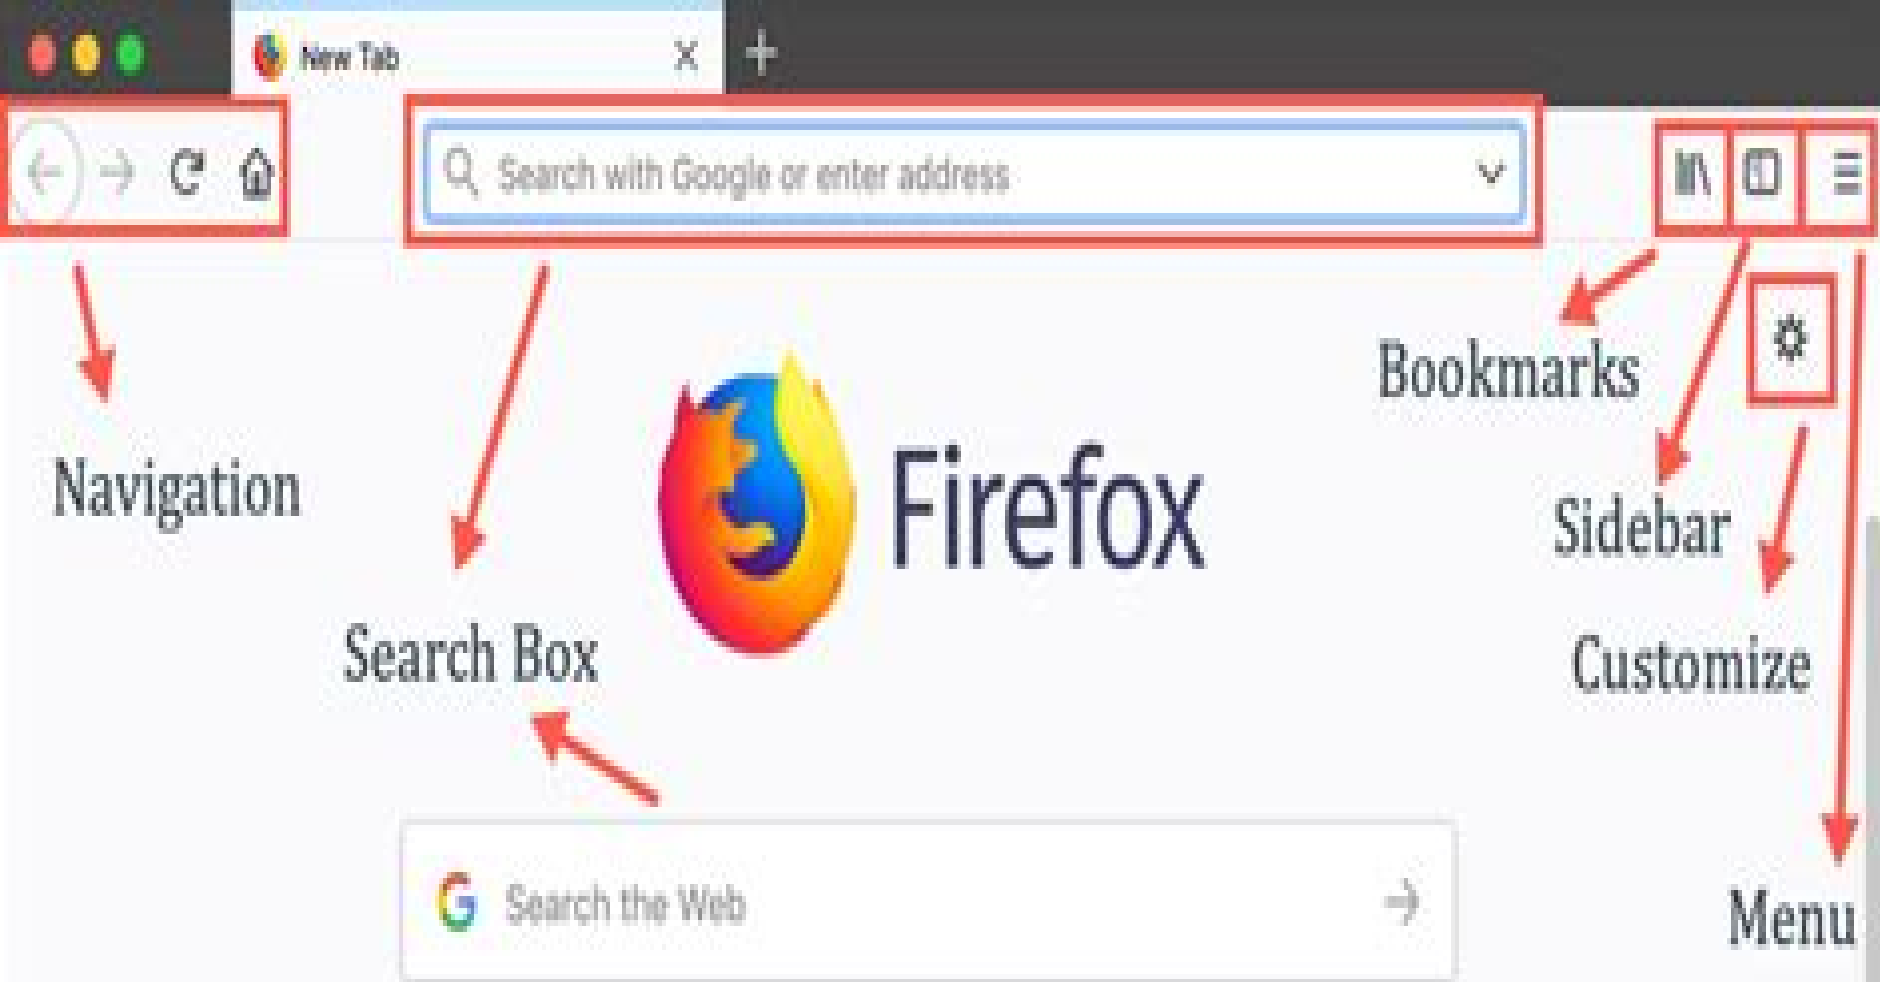 New Tab
Search with Google or enter address
Bookmarks
Navigation
Firefox
Sidebar
Search Box
Customize
Search the Web
Menu